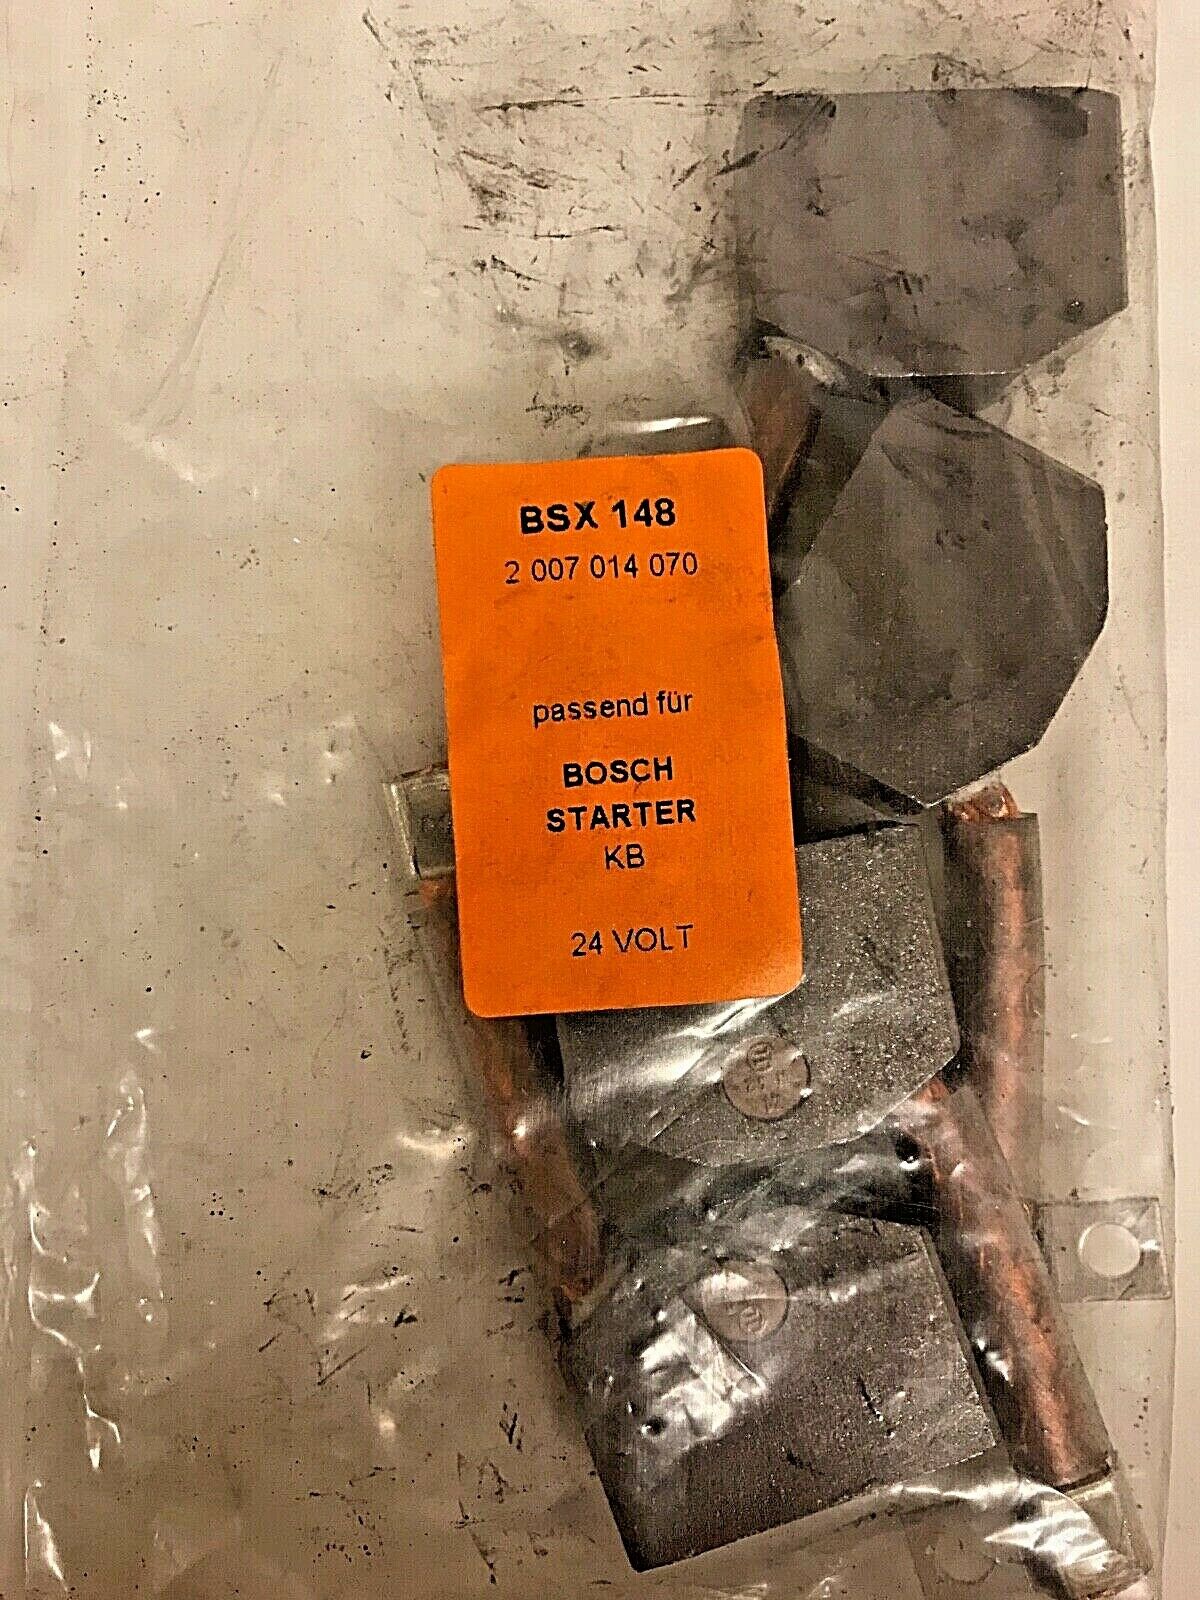 BSX 148
2 007 014 070
passend für
BOSCH
STARTER
KB
24 VOLT